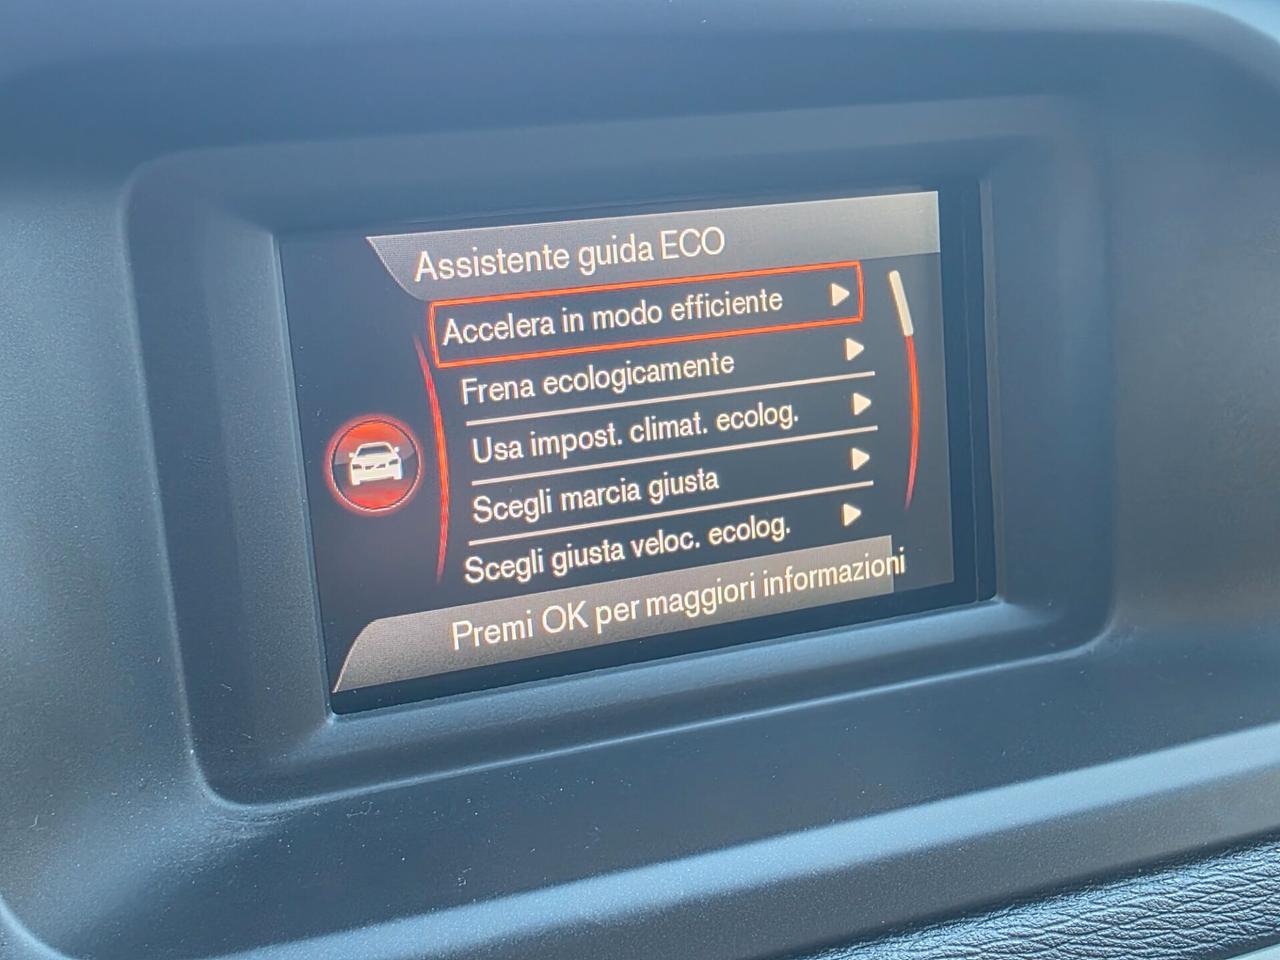 Assistente guida ECO
Accelera in modo efficiente
Frena ecologicamente
Usa impost. climat. ecolog.
Scegli marcia giusta
Scegli giusta veloc. ecolog.
Premi OK per maggiori informazioni